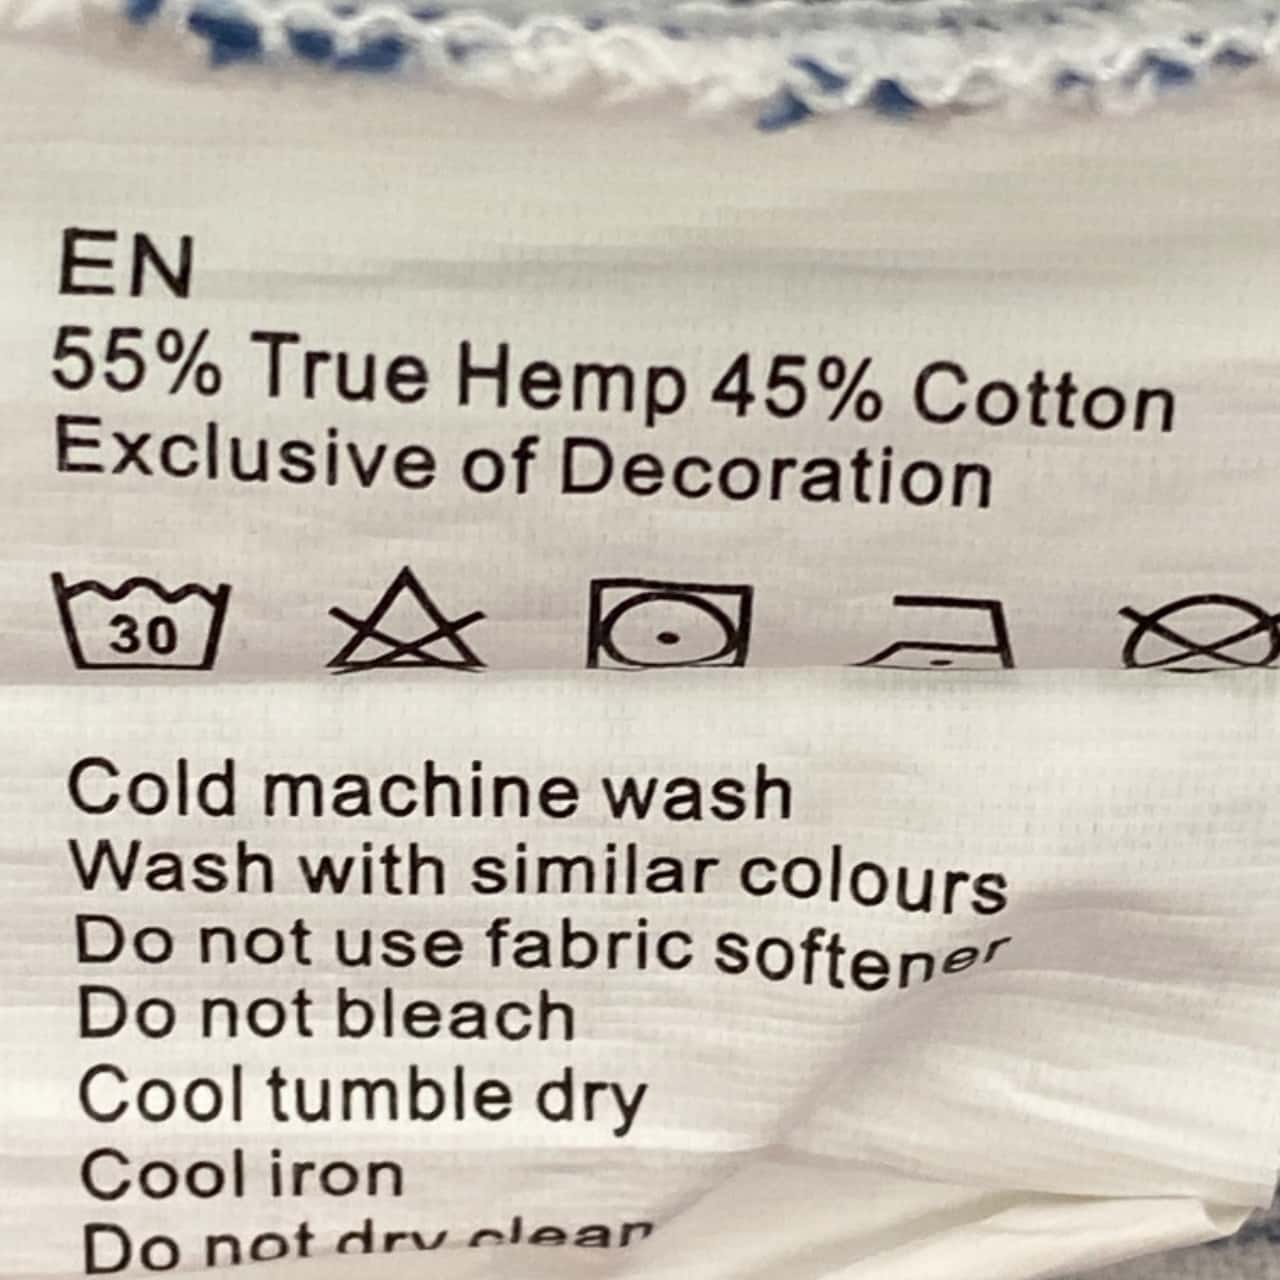 EN
55% True Hemp 45% Cotton
Exclusive of Decoration
30
Cold machine wash
Wash with similar colours
Do not use fabric softener
Do not bleach
Cool tumble dry
Cool iron
Do not dry clean